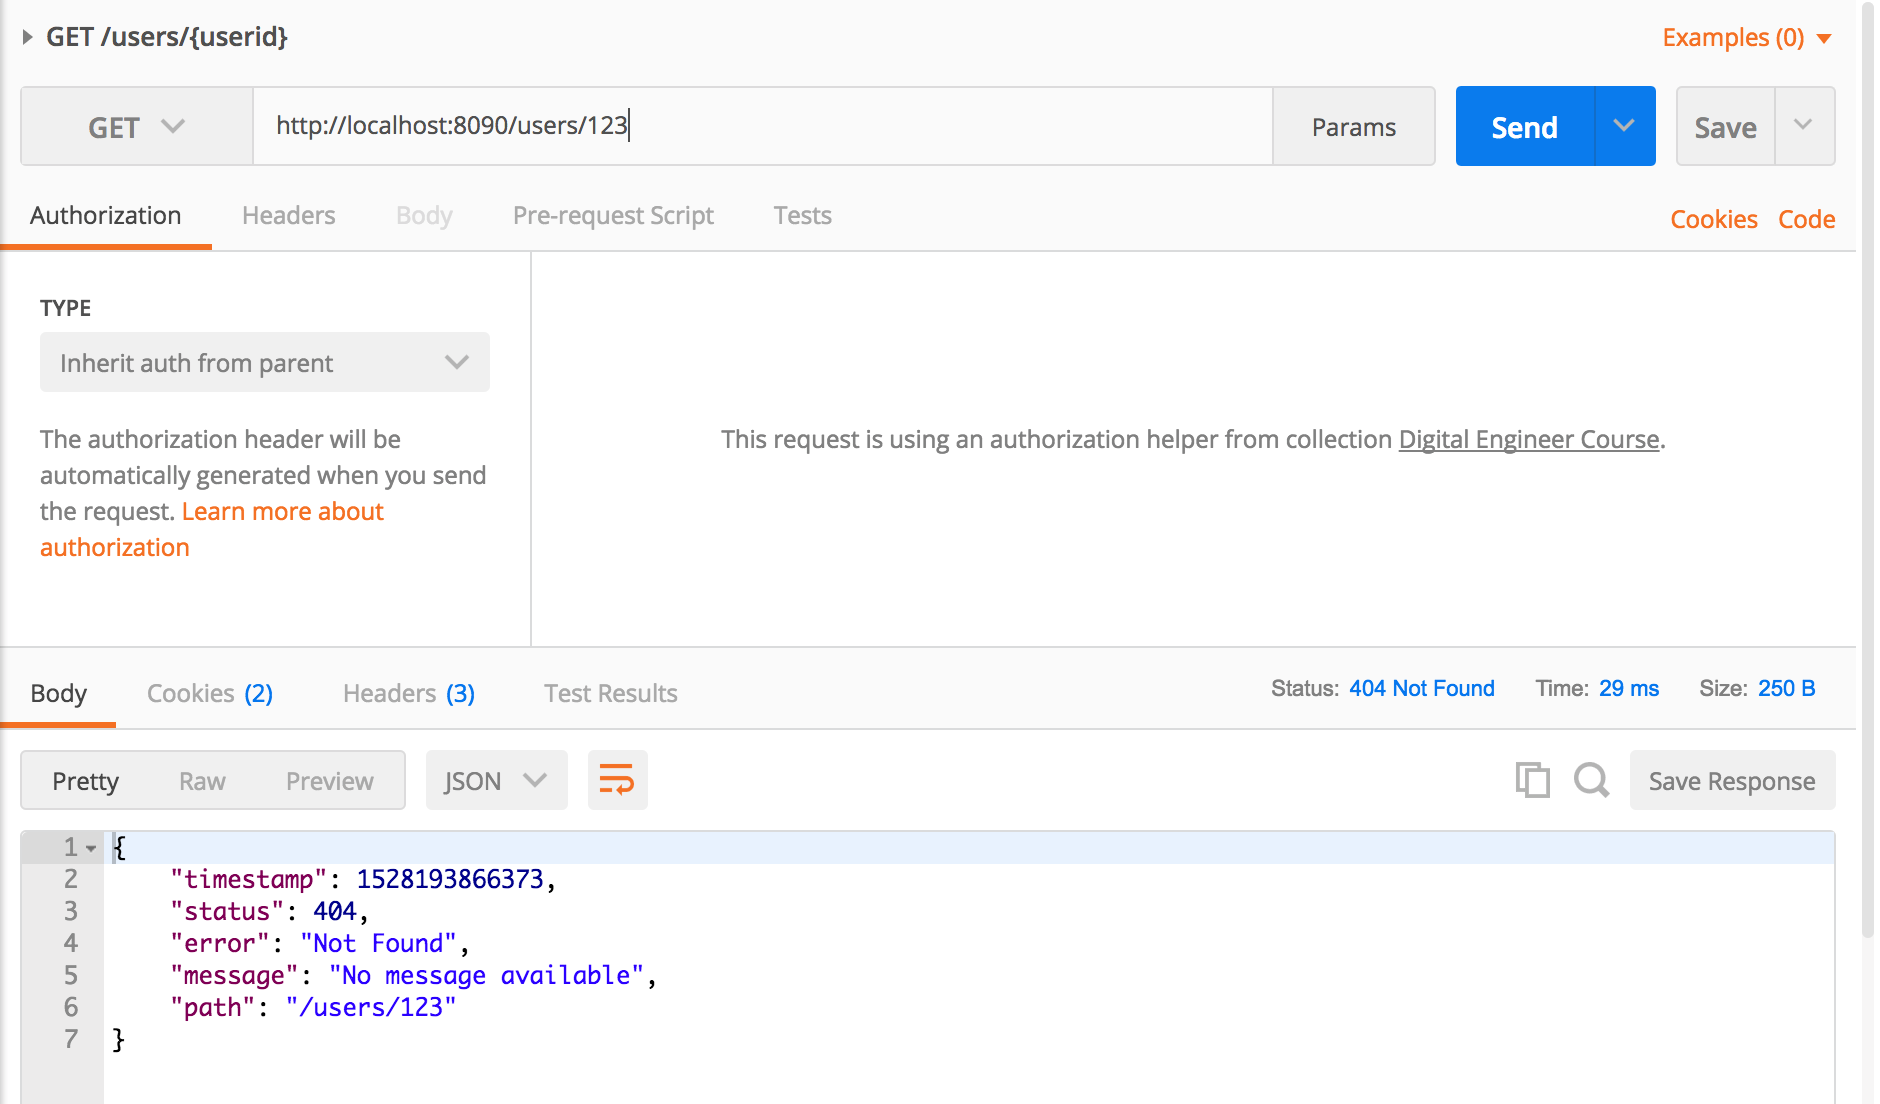 GET /users/{userid}
Examples (0)
GET
http://localhost:8090/users/123
Params
Send
Save
Authorization
Headers
Body
Pre-request Script
Tests
Cookies
Code
TYPE
Inherit auth from parent
The authorization header will be
automatically generated when you send
the request. Learn more about
authorization
This request is using an authorization helper from collection Digital Engineer Course.
Body
Cookies (2)
Headers (3)
Test Results
Status: 404 Not Found
Time: 29 ms
Size: 250 B
Pretty
Raw
Preview
JSON
Save Response
1 {
2 "timestamp": 1528193866373,
3 "status": 404,
4 "error": "Not Found",
5 "message": "No message available",
6 "path": "/users/123"
7 }